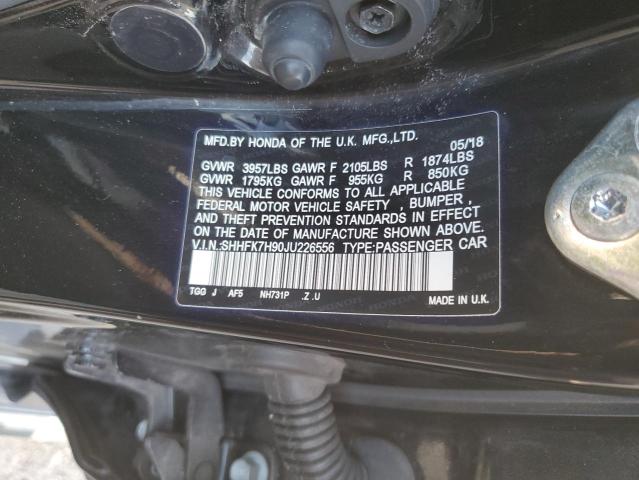 MFD.BY HONDA OF THE U.K. MFG.,LTD. 05/18
GVWR 3957LBS GAWR F 2105LBS R 1874LBS
GVWR 1795KG GAWR F 955KG R 850KG
THIS VEHICLE CONFORMS TO ALL APPLICABLE
FEDERAL MOTOR VEHICLE SAFETY , BUMPER ,
AND THEFT PREVENTION STANDARDS IN EFFECT
ON THE DATE OF MANUFACTURE SHOWN ABOVE.
V.I.N.:SHHFK7H90JU226556 TYPE:PASSENGER CAR
TGG J AF5 NH731P .Z .U MADE IN U.K.